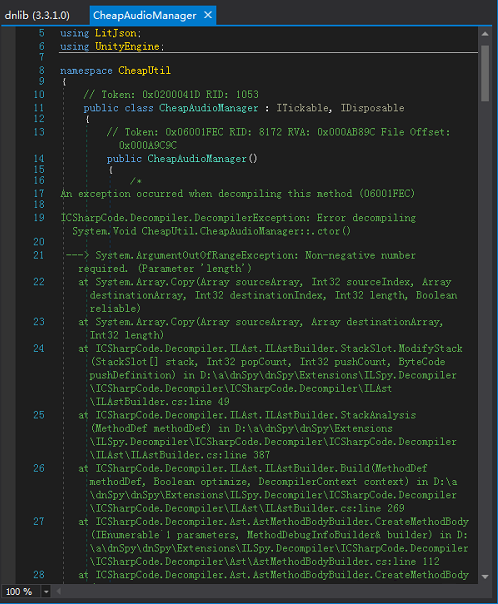 dnlib (3.3.1.0) CheapAudioManager ✕
5 using LitJson;
6 using UnityEngine;
7
8 namespace CheapUtil
9 {
10 // Token: 0x0200041D RID: 1053
11 public class CheapAudioManager : ITickable, IDisposable
12 {
13 // Token: 0x06001FEC RID: 8172 RVA: 0x000AB89C File Offset:
0x000A9C9C
14 public CheapAudioManager()
15 {
16 /*
17 An exception occurred when decompiling this method (06001FEC)
18
19 ICSharpCode.Decompiler.DecompilerException: Error decompiling
System.Void CheapUtil.CheapAudioManager::.ctor()
20
21 ---> System.ArgumentOutOfRangeException: Non-negative number
required. (Parameter 'length')
22 at System.Array.Copy(Array sourceArray, Int32 sourceIndex, Array
destinationArray, Int32 destinationIndex, Int32 length, Boolean
reliable)
23 at System.Array.Copy(Array sourceArray, Array destinationArray,
Int32 length)
24 at ICSharpCode.Decompiler.ILAst.ILAstBuilder.StackSlot.ModifyStack
(StackSlot[] stack, Int32 popCount, Int32 pushCount, ByteCode
pushDefinition) in D:\a\dnSpy\dnSpy\Extensions\ILSpy.Decompiler
\ICSharpCode.Decompiler\ICSharpCode.Decompiler\ILAst
\ILAstBuilder.cs:line 49
25 at ICSharpCode.Decompiler.ILAst.ILAstBuilder.StackAnalysis
(MethodDef methodDef) in D:\a\dnSpy\dnSpy\Extensions
\ILSpy.Decompiler\ICSharpCode.Decompiler\ICSharpCode.Decompiler
\ILAst\ILAstBuilder.cs:line 387
26 at ICSharpCode.Decompiler.ILAst.ILAstBuilder.Build(MethodDef
methodDef, Boolean optimize, DecompilerContext context) in D:\a
\dnSpy\dnSpy\Extensions\ILSpy.Decompiler\ICSharpCode.Decompiler
\ICSharpCode.Decompiler\ILAst\ILAstBuilder.cs:line 269
27 at ICSharpCode.Decompiler.Ast.AstMethodBodyBuilder.CreateMethodBody
(IEnumerable`1 parameters, MethodDebugInfoBuilder& builder) in D:
\a\dnSpy\dnSpy\Extensions\ILSpy.Decompiler\ICSharpCode.Decompiler
\ICSharpCode.Decompiler\Ast\AstMethodBodyBuilder.cs:line 112
28 at ICSharpCode.Decompiler.Ast.AstMethodBodyBuilder.CreateMethodBody
100 %